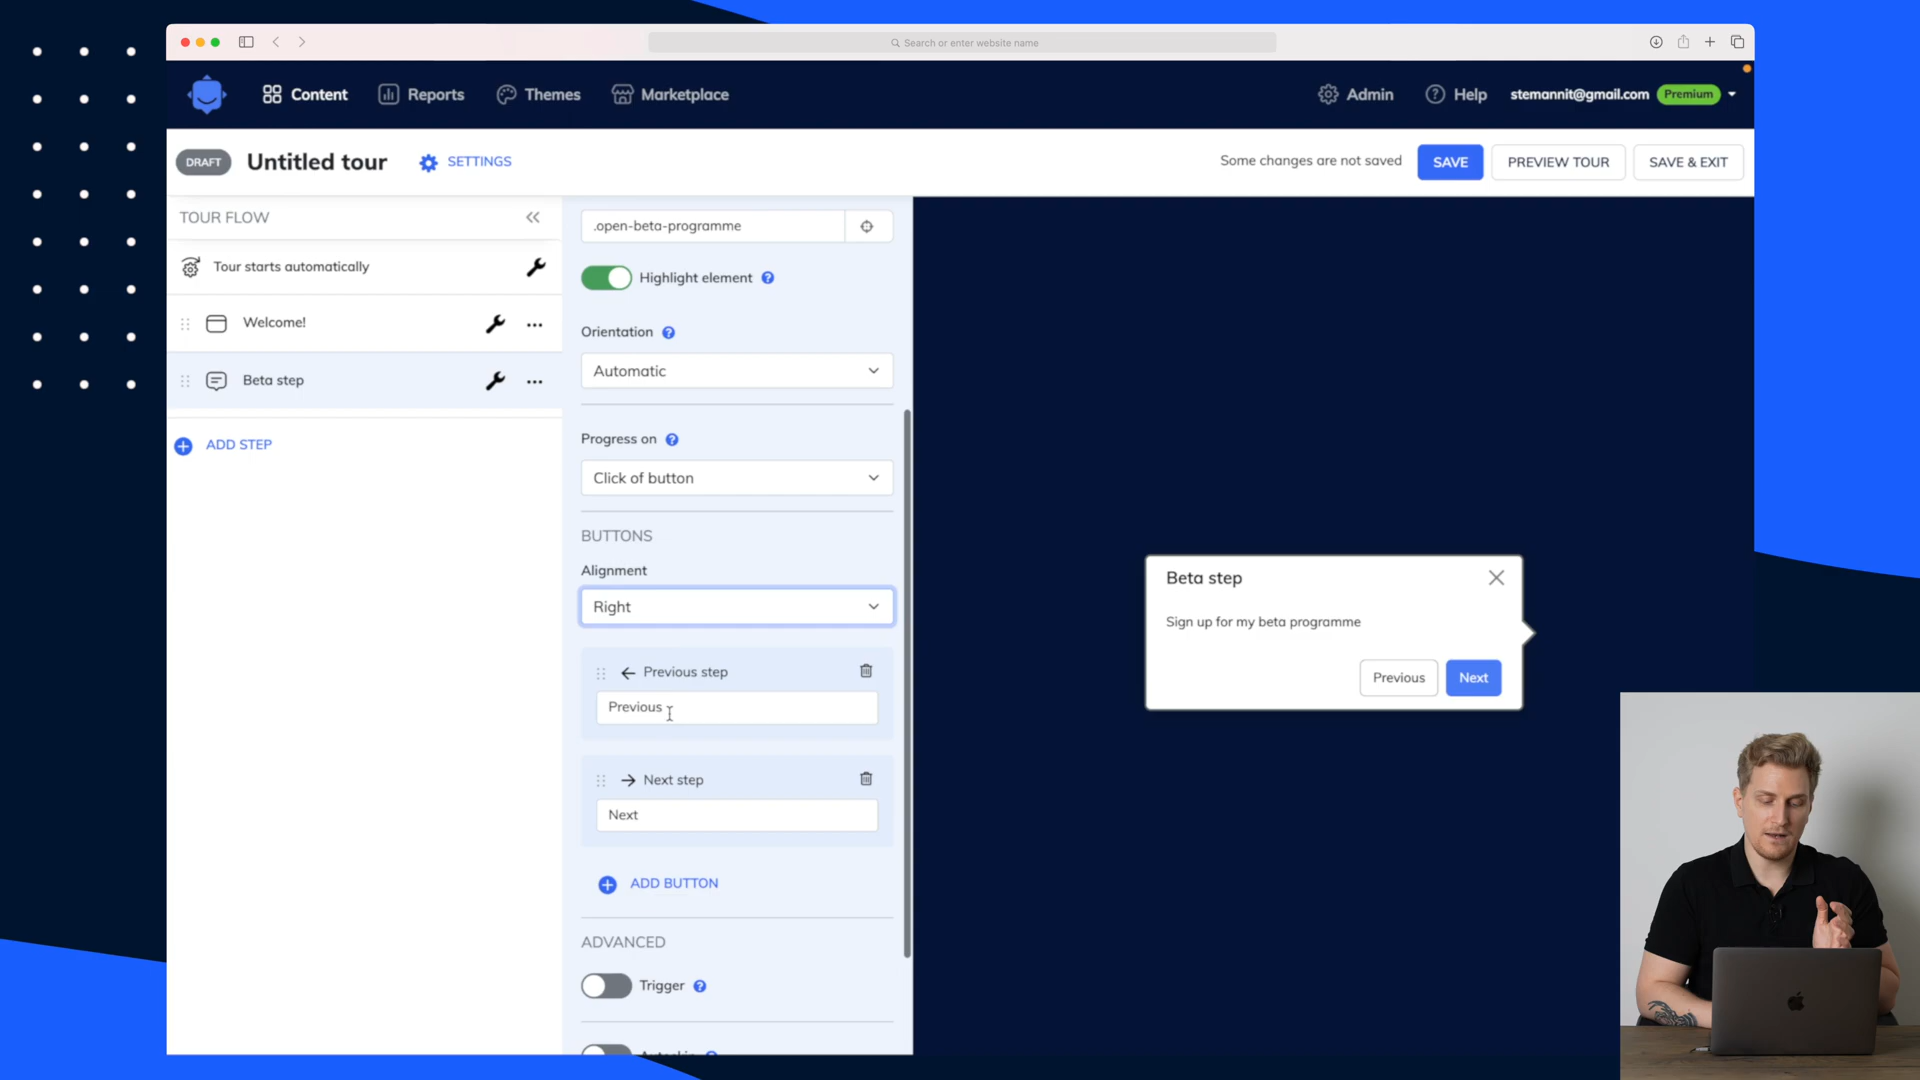 Search or enter website name
Content
Reports
Themes
Marketplace
Admin
Help
stemannit@gmail.com
Premium
DRAFT
Untitled tour
SETTINGS
Some changes are not saved
SAVE
PREVIEW TOUR
SAVE & EXIT
TOUR FLOW
Tour starts automatically
Welcome!
Beta step
ADD STEP
.open-beta-programme
Highlight element
Orientation
Automatic
Progress on
Click of button
BUTTONS
Alignment
Right
Previous step
Previous
Next step
Next
ADD BUTTON
ADVANCED
Trigger
Beta step
Sign up for my beta programme
Previous
Next